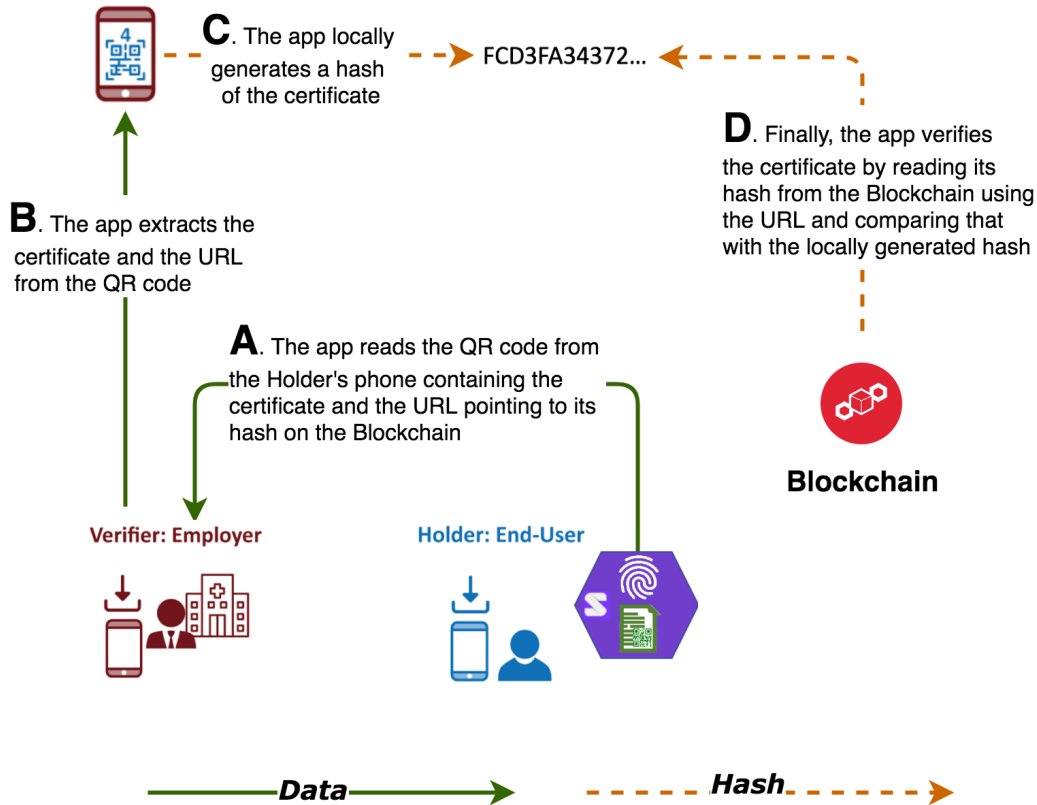 4
C. The app locally
generates a hash
of the certificate
FCD3FA34372...
D. Finally, the app verifies
the certificate by reading its
hash from the Blockchain using
the URL and comparing that
with the locally generated hash
B. The app extracts the
certificate and the URL
from the QR code
A. The app reads the QR code from
the Holder's phone containing the
certificate and the URL pointing to its
hash on the Blockchain
Blockchain
Verifier: Employer
Holder: End-User
S
Data
Hash